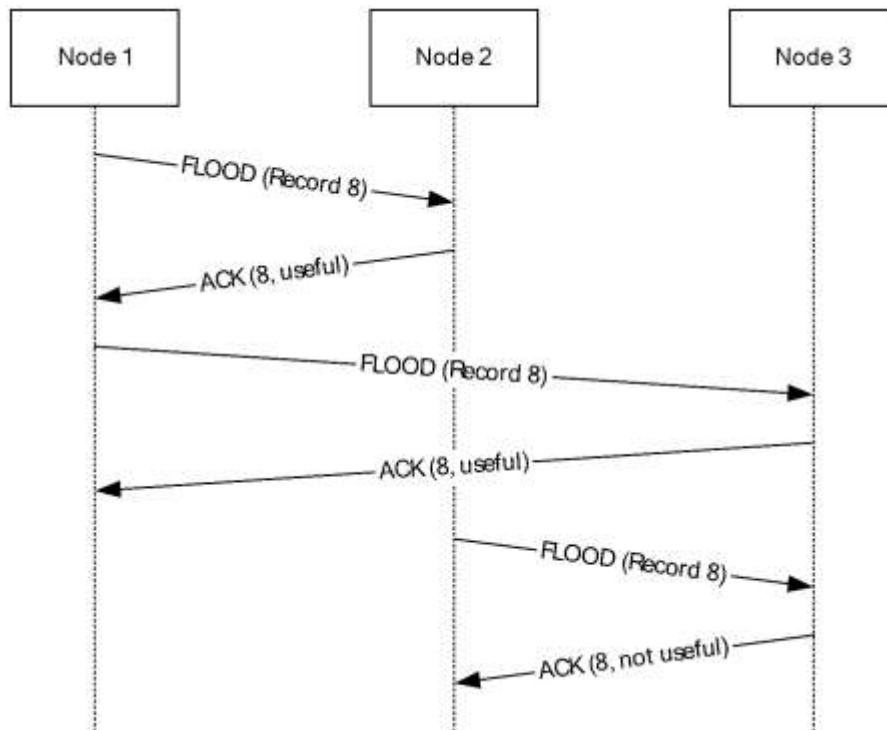 Node 1
Node 2
Node 3
FLOOD (Record 8)
ACK (8, useful)
FLOOD (Record 8)
ACK (8, useful)
FLOOD (Record 8)
ACK (8, not useful)